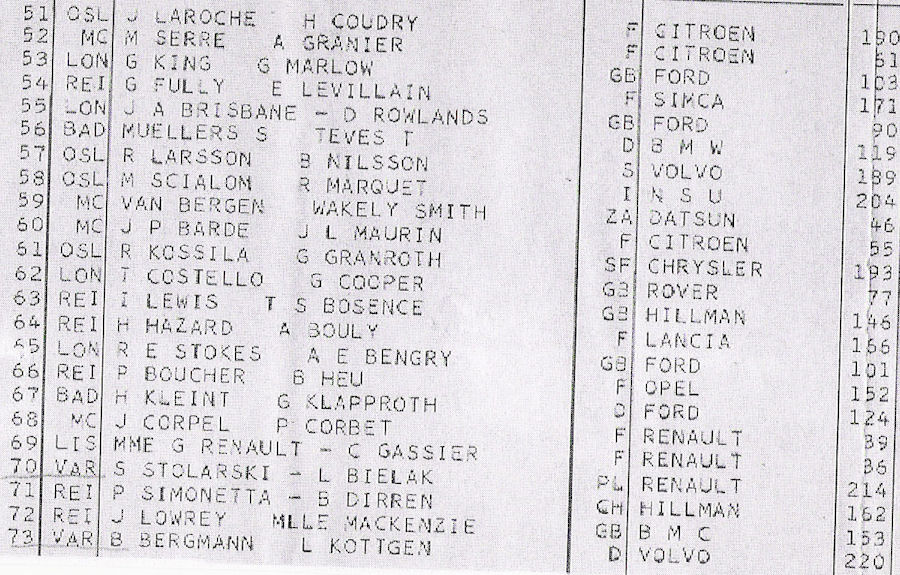 51 OSL J LAROCHE H COUDRY F CITROEN 190
52 MC M SERRE A GRANIER F CITROEN 61
53 LON G KING G MARLOW GB FORD 103
54 REI G FULLY E LEVILLAIN F SIMCA 171
55 LON J A BRISBANE - D ROWLANDS GB FORD 90
56 BAD MUELLERS S TEVES T D B M W 119
57 OSL R LARSSON B NILSSON S VOLVO 189
58 OSL M SCIALOM R MARQUET I N S U 204
59 MC VAN BERGEN WAKELY SMITH ZA DATSUN 46
60 MC J P BARDE J L MAURIN F CITROEN 55
61 OSL R KOSSILA G GRANROTH SF CHRYSLER 193
62 LON T COSTELLO G COOPER GB ROVER 77
63 REI I LEWIS T S BOSENCE GB HILLMAN 146
64 REI H HAZARD A BOULY F LANCIA 166
65 LON R E STOKES A E BENGRY GB FORD 101
66 REI P BOUCHER B HEU F OPEL 152
67 BAD H KLEINT G KLAPPROTH D FORD 124
68 MC J CORPEL P CORBET F RENAULT 39
69 LIS MME G RENAULT - C GASSIER F RENAULT 36
70 VAR S STOLARSKI - L BIELAK PL RENAULT 214
71 REI P SIMONETTA - B DIRREN CH HILLMAN 162
72 REI J LOWREY MLLE MACKENZIE GB B M C 153
73 VAR B BERGMANN L KOTTGEN D VOLVO 220